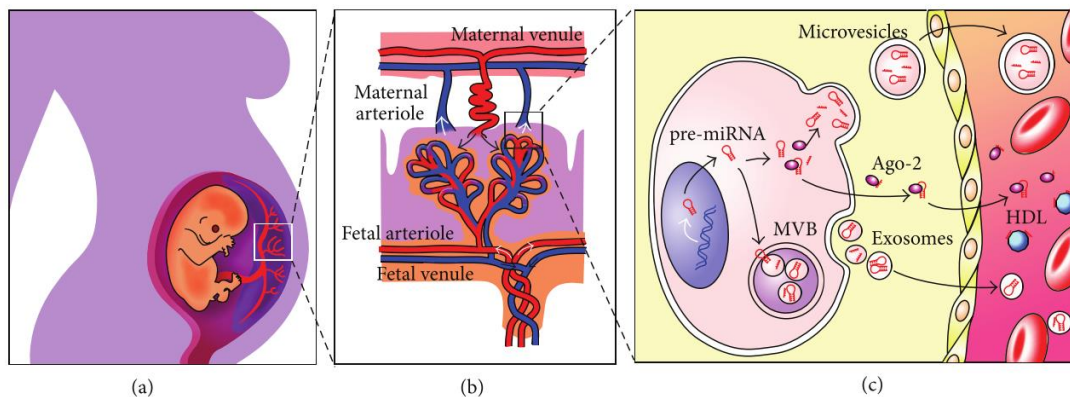 Maternal venule
Maternal
arteriole
Fetal arteriole
Fetal venule
Microvesicles
pre-miRNA
Ago-2
MVB
HDL
Exosomes
(a)
(b)
(c)